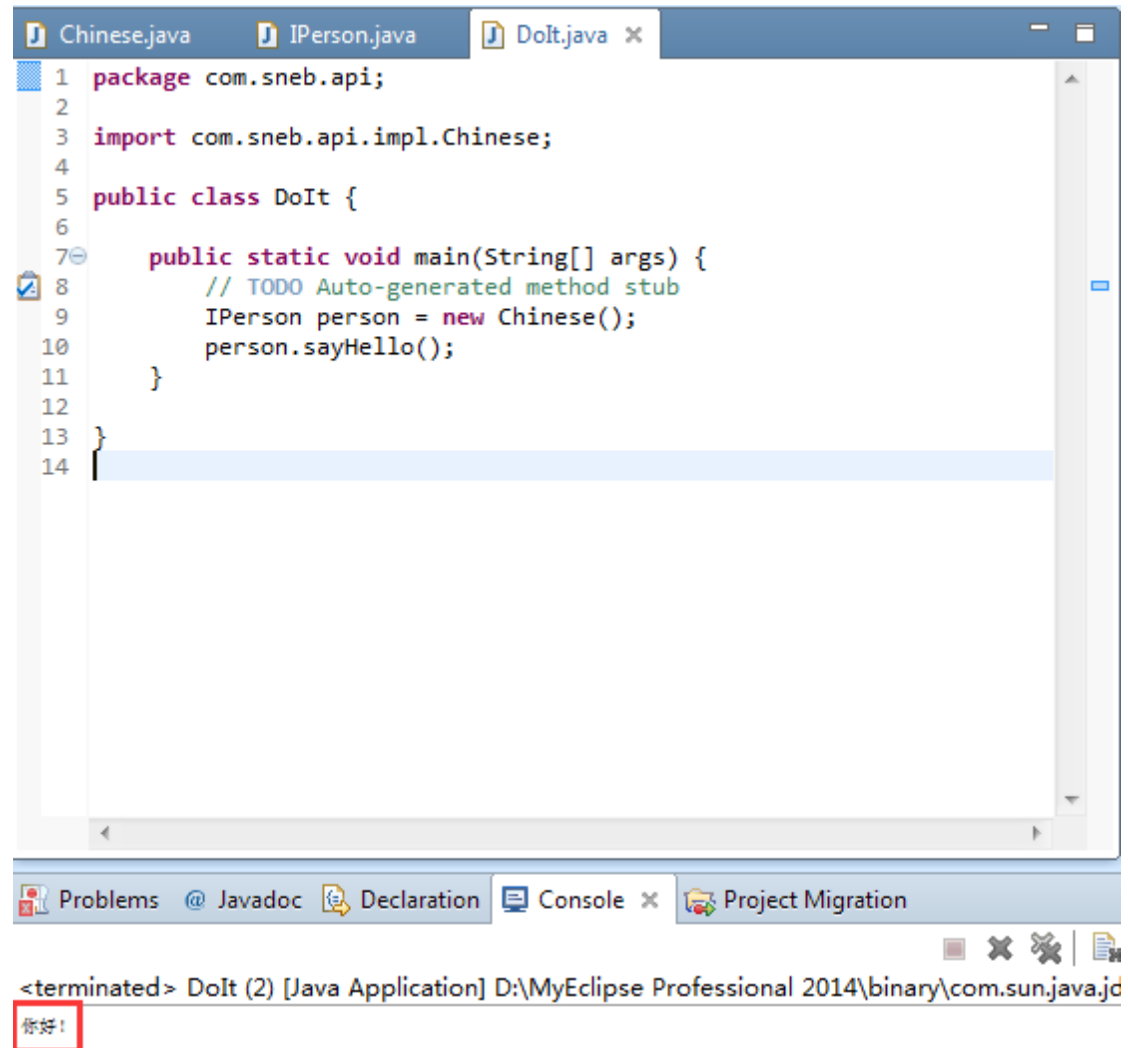 Chinese.java IPerson.java DoIt.java
1 package com.sneb.api;
2
3 import com.sneb.api.impl.Chinese;
4
5 public class DoIt {
6
7 public static void main(String[] args) {
8 // TODO Auto-generated method stub
9 IPerson person = new Chinese();
10 person.sayHello();
11 }
12
13 }
14
Problems @ Javadoc Declaration Console Project Migration
<terminated> DoIt (2) [Java Application] D:\MyEclipse Professional 2014\binary\com.sun.java.jd
你好!